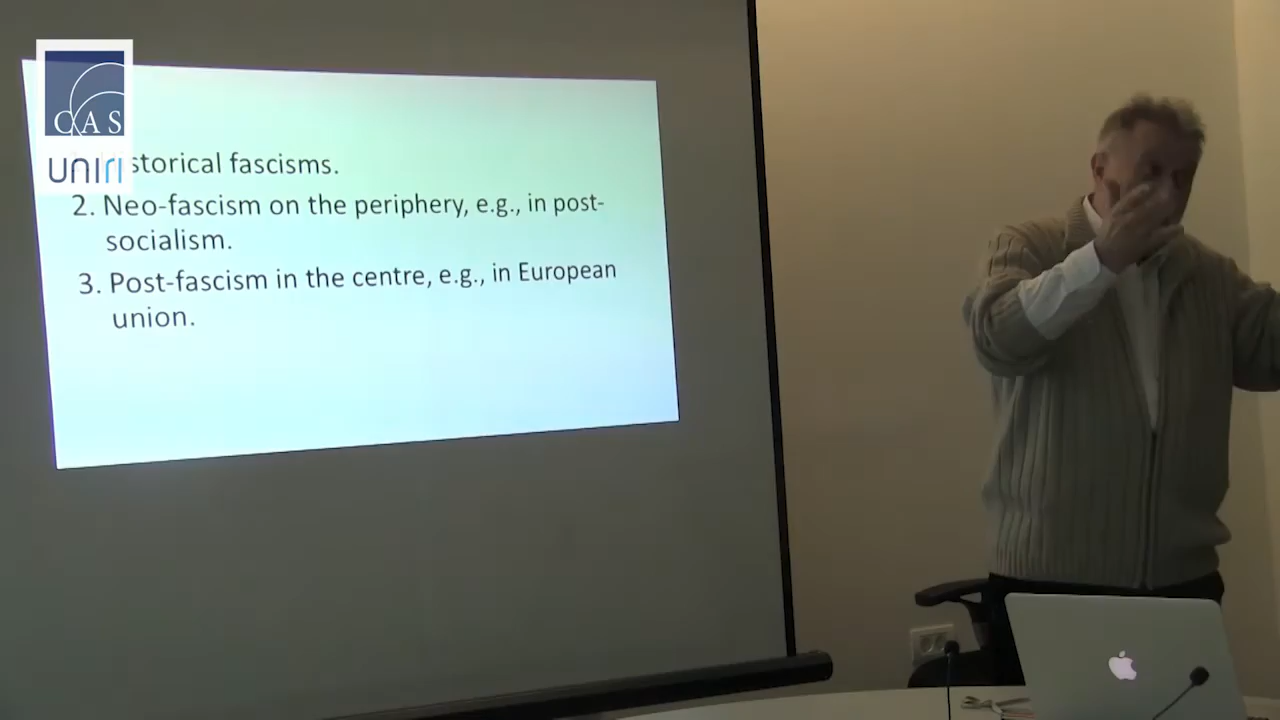 CAS
UNIRI
storical fascisms.
2. Neo-fascism on the periphery, e.g., in post-
socialism.
3. Post-fascism in the centre, e.g., in European
union.